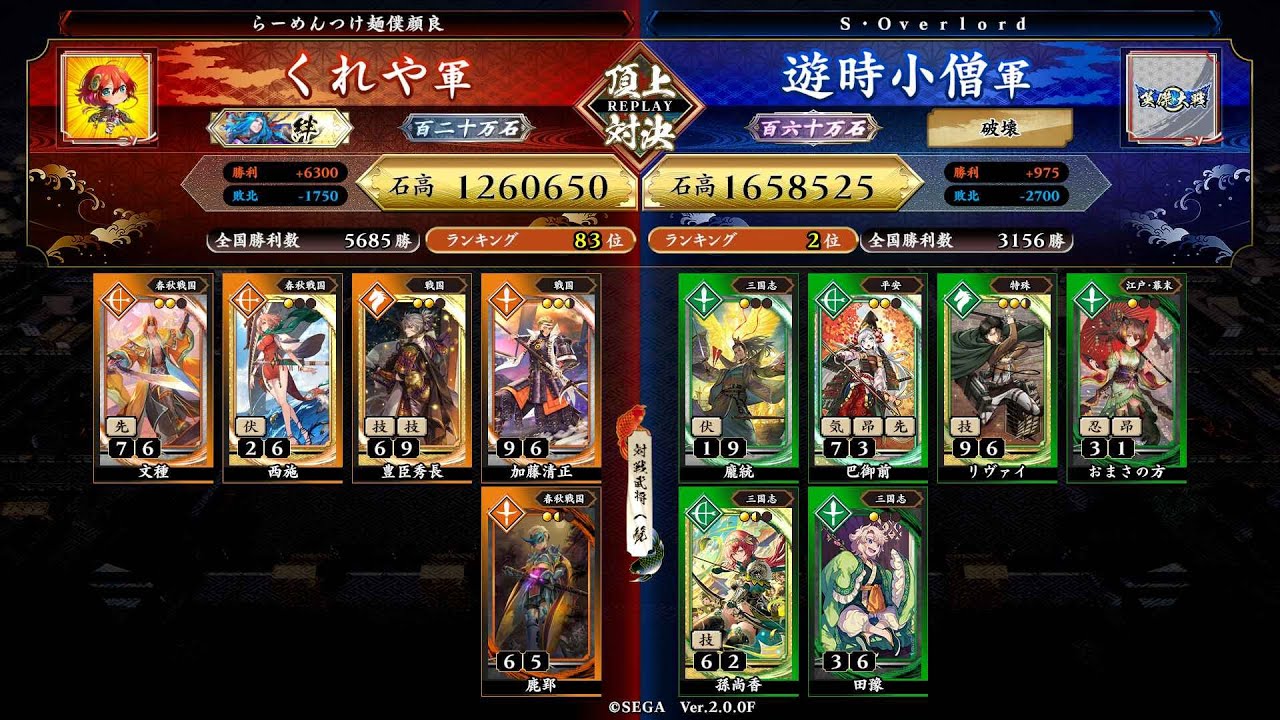 らーめんつけ麺僕顔良
S・Overlord
くれや軍
頂上
REPLAY
対決
遊時小僧軍
英傑大戦
絆
百二十万石
百六十万石
破壊
勝利 +6300
敗北 -1750
石高 1260650
石高 1658525
勝利 +975
敗北 -2700
全国勝利数 5685勝
ランキング 83位
ランキング 2位
全国勝利数 3156勝
春秋戦国
先
7 6
文種
春秋戦国
伏
2 6
西施
戦国
技 技
6 9
豊臣秀長
戦国
9 6
加藤清正
三国志
伏
1 9
龐統
平安
気 昂 先
7 3
巴御前
特殊
技
9 6
リヴァイ
江戸・幕末
忍 昂
3 1
おまさの方
対戦武将一覧
春秋戦国
6 5
鹿郢
三国志
技
6 2
孫尚香
三国志
3 6
田豫
©SEGA Ver.2.0.0F